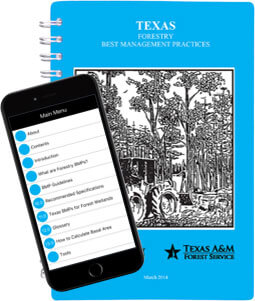 TEXAS
FORESTRY
BEST MANAGEMENT PRACTICES
Main Menu
About
Contents
Introduction
What are Forestry BMPs?
BMP Guidelines
Recommended Specifications
Texas BMPs for Forest Wetlands
Glossary
How to Calculate Basal Area
Tools
TEXAS A&M
FOREST SERVICE
March 2014